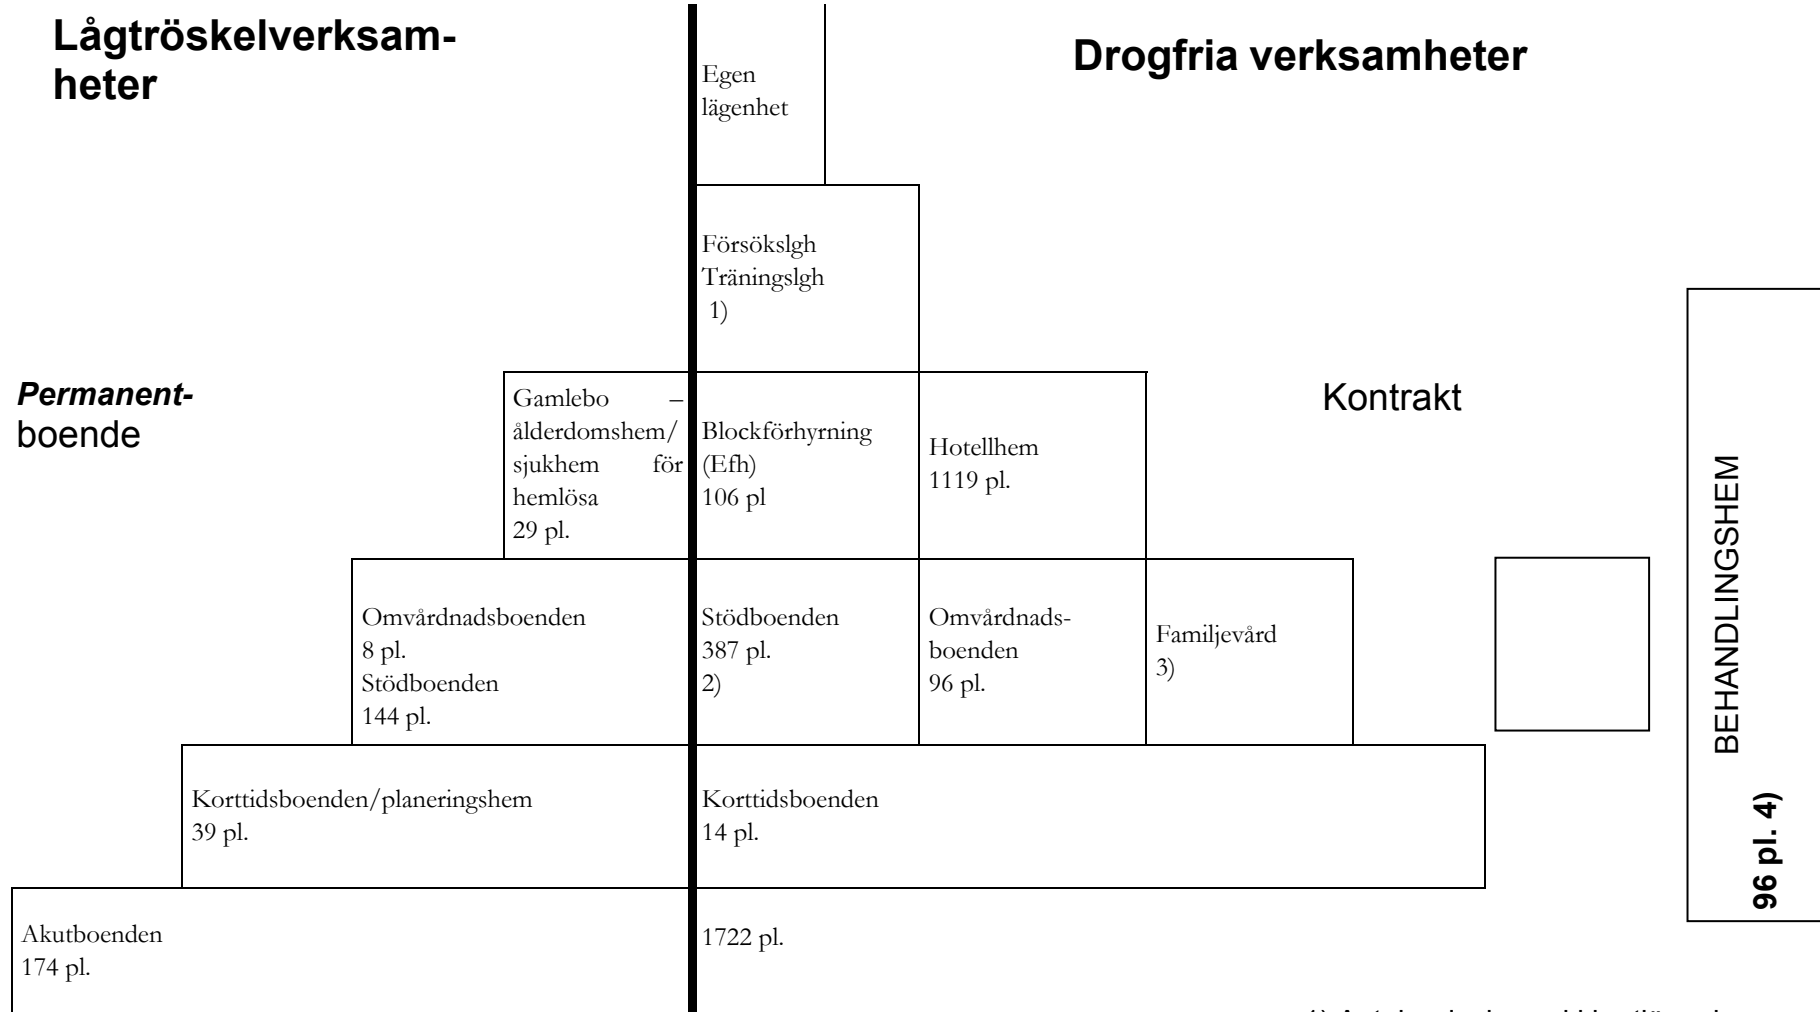 Lågtröskelverksam-
heter
Drogfria verksamheter
Egen
lägenhet
Försökslgh
Träningslgh
1)
Permanent-
boende
Gamlebo –
ålderdomshem/
sjukhem för
hemlösa
29 pl.
Blockförhyrning
(Efh)
106 pl
Hotellhem
1119 pl.
Kontrakt
Omvårdnadsboenden
8 pl.
Stödboenden
144 pl.
Stödboenden
387 pl.
2)
Omvårdnads-
boenden
96 pl.
Familjevård
3)
BEHANDLINGSHEM
96 pl. 4)
Korttidsboenden/planeringshem
39 pl.
Korttidsboenden
14 pl.
Akutboenden
174 pl.
1722 pl.